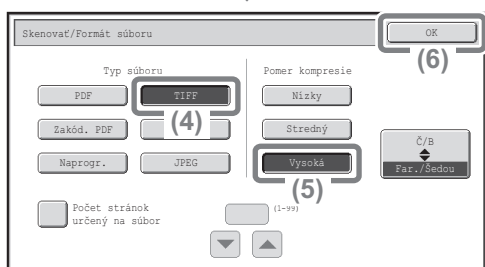 Skenovať/Formát súboru
OK
(6)
Typ súboru
Pomer kompresie
PDF
TIFF
Nízky
(4)
Zakód. PDF
Stredný
Č/B
Far./Šedou
Naprogr.
JPEG
Vysoká
(5)
Počet stránok
určený na súbor
(1-99)